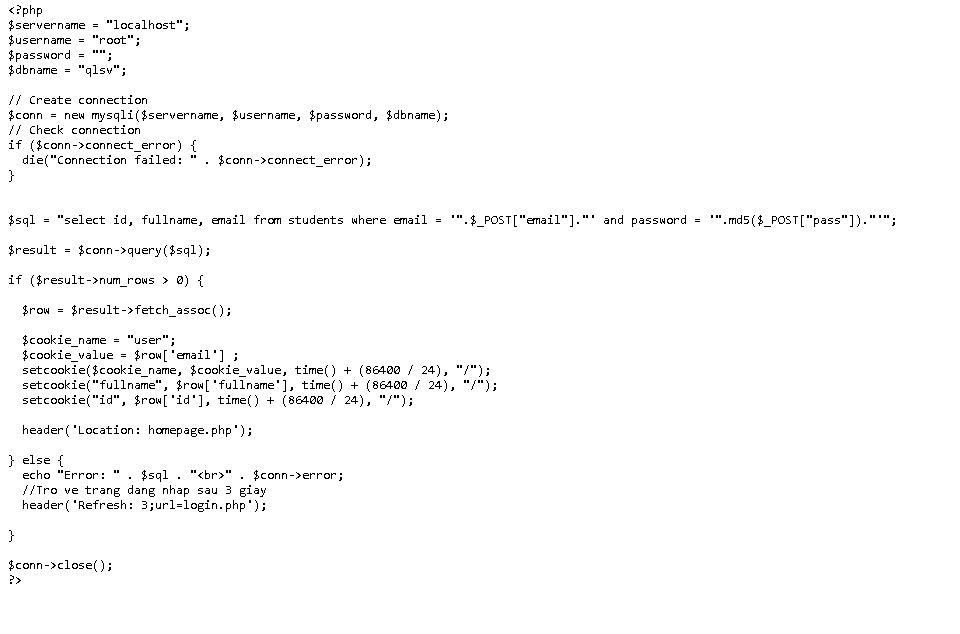 <?php
$servername = "localhost";
$username = "root";
$password = "";
$dbname = "qlsv";
// Create connection
$conn = new mysqli($servername, $username, $password, $dbname);
// Check connection
if ($conn->connect_error) {
  die("Connection failed: " . $conn->connect_error);
}
$sql = "select id, fullname, email from students where email = '".$_POST["email"]."' and password = '".md5($_POST["pass"])."'";
$result = $conn->query($sql);
if ($result->num_rows > 0) {
  $row = $result->fetch_assoc();
  $cookie_name = "user";
  $cookie_value = $row['email'] ;
  setcookie($cookie_name, $cookie_value, time() + (86400 / 24), "/");
  setcookie("fullname", $row['fullname'], time() + (86400 / 24), "/");
  setcookie("id", $row['id'], time() + (86400 / 24), "/");
  header('Location: homepage.php');
} else {
  echo "Error: " . $sql . "<br>" . $conn->error;
  //Tro ve trang dang nhap sau 3 giay
  header('Refresh: 3;url=login.php');
}
$conn->close();
?>